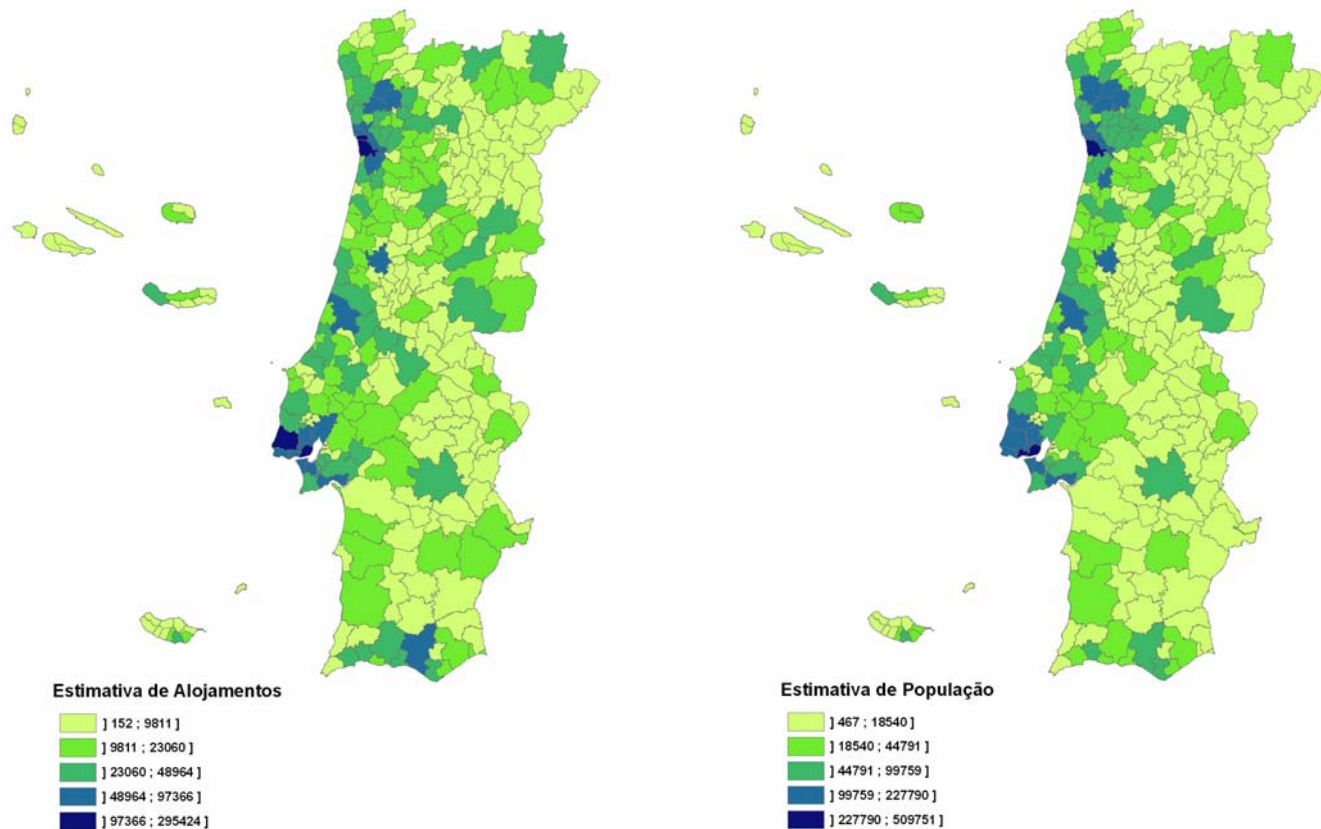 Estimativa de Alojamentos
] 152 ; 9811 ]
] 9811 ; 23060 ]
] 23060 ; 48964 ]
] 48964 ; 97366 ]
] 97366 ; 295424 ]
Estimativa de População
] 467 ; 18540 ]
] 18540 ; 44791 ]
] 44791 ; 99759 ]
] 99759 ; 227790 ]
] 227790 ; 509751 ]